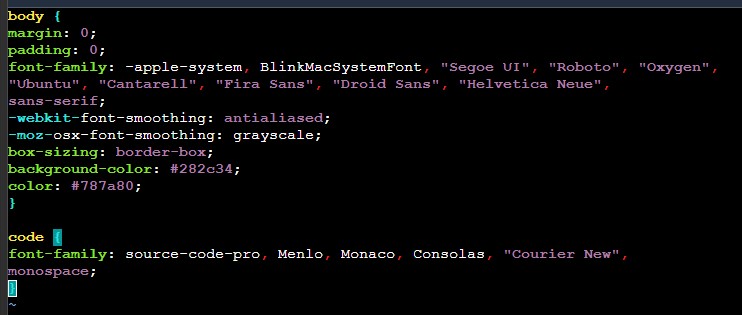 body {
margin: 0;
padding: 0;
font-family: -apple-system, BlinkMacSystemFont, "Segoe UI", "Roboto", "Oxygen",
"Ubuntu", "Cantarell", "Fira Sans", "Droid Sans", "Helvetica Neue",
sans-serif;
-webkit-font-smoothing: antialiased;
-moz-osx-font-smoothing: grayscale;
box-sizing: border-box;
background-color: #282c34;
color: #787a80;
}

code {
font-family: source-code-pro, Menlo, Monaco, Consolas, "Courier New",
monospace;
}
~